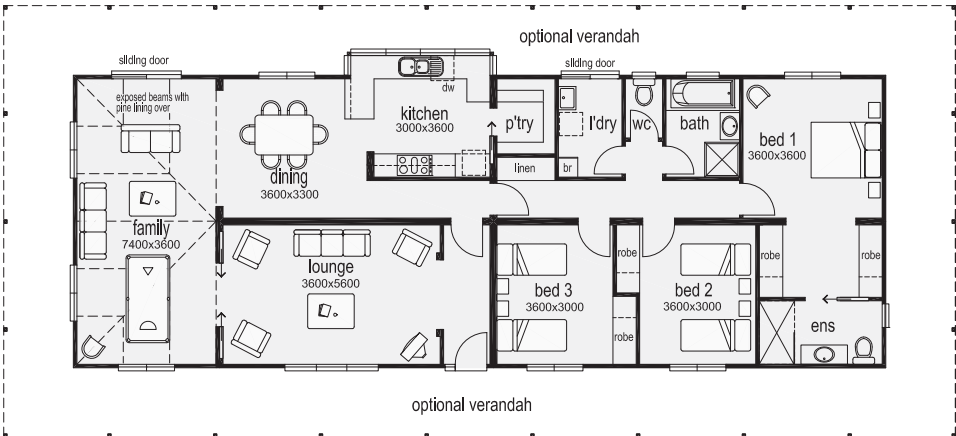 optional verandah
sliding door
sliding door
exposed beams with
pine lining over
dw
kitchen
3000x3600
p'try
l'dry
wc
bath
bed 1
3600x3600
dining
3600x3300
linen
br
family
7400x3600
lounge
3600x5600
robe
robe
robe
robe
bed 3
3600x3000
bed 2
3600x3000
ens
optional verandah